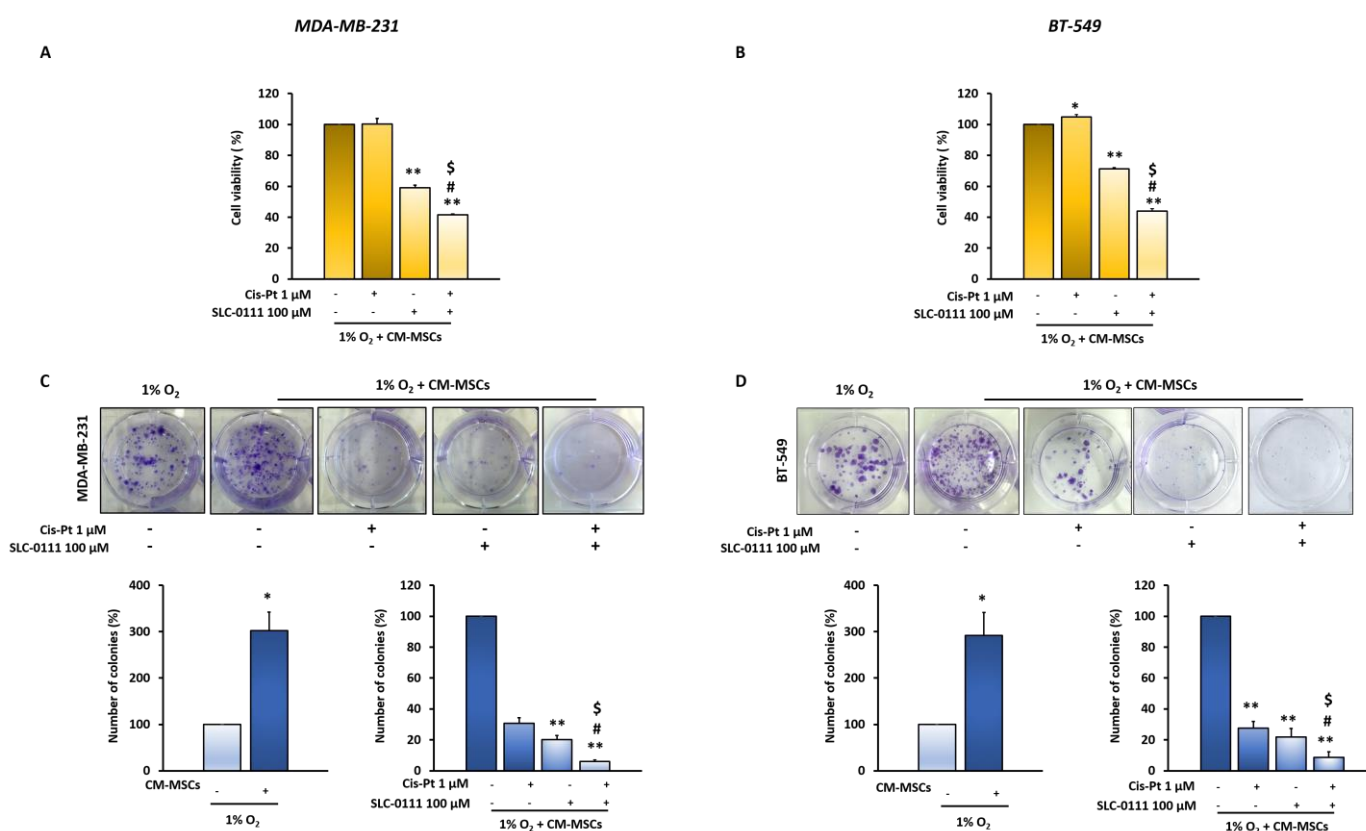 MDA-MB-231
BT-549
A
120
100
80
60
40
20
0
Cell viability ( %)
**
$
#
**
Cis-Pt 1 µM - + - +
SLC-0111 100 µM - - + +
1% O₂ + CM-MSCs
B
120
100
80
60
40
20
0
Cell viability ( %)
*
**
$
#
**
Cis-Pt 1 µM - + - +
SLC-0111 100 µM - - + +
1% O₂ + CM-MSCs
C
1% O₂
1% O₂ + CM-MSCs
MDA-MB-231
Cis-Pt 1 µM - - + - +
SLC-0111 100 µM - - + +
400
300
200
100
0
Number of colonies (%)
*
CM-MSCs - +
1% O₂
120
100
80
60
40
20
0
Number of colonies (%)
**
$
#
**
Cis-Pt 1 µM - + - +
SLC-0111 100 µM - - + +
1% O₂ + CM-MSCs
D
1% O₂
1% O₂ + CM-MSCs
BT-549
Cis-Pt 1 µM - - + - +
SLC-0111 100 µM - - - + +
400
300
200
100
0
Number of colonies (%)
*
CM-MSCs - +
1% O₂
120
100
80
60
40
20
0
Number of colonies (%)
**
**
$
#
**
Cis-Pt 1 µM - + - +
SLC-0111 100 µM - - + +
1% O₂ + CM-MSCs